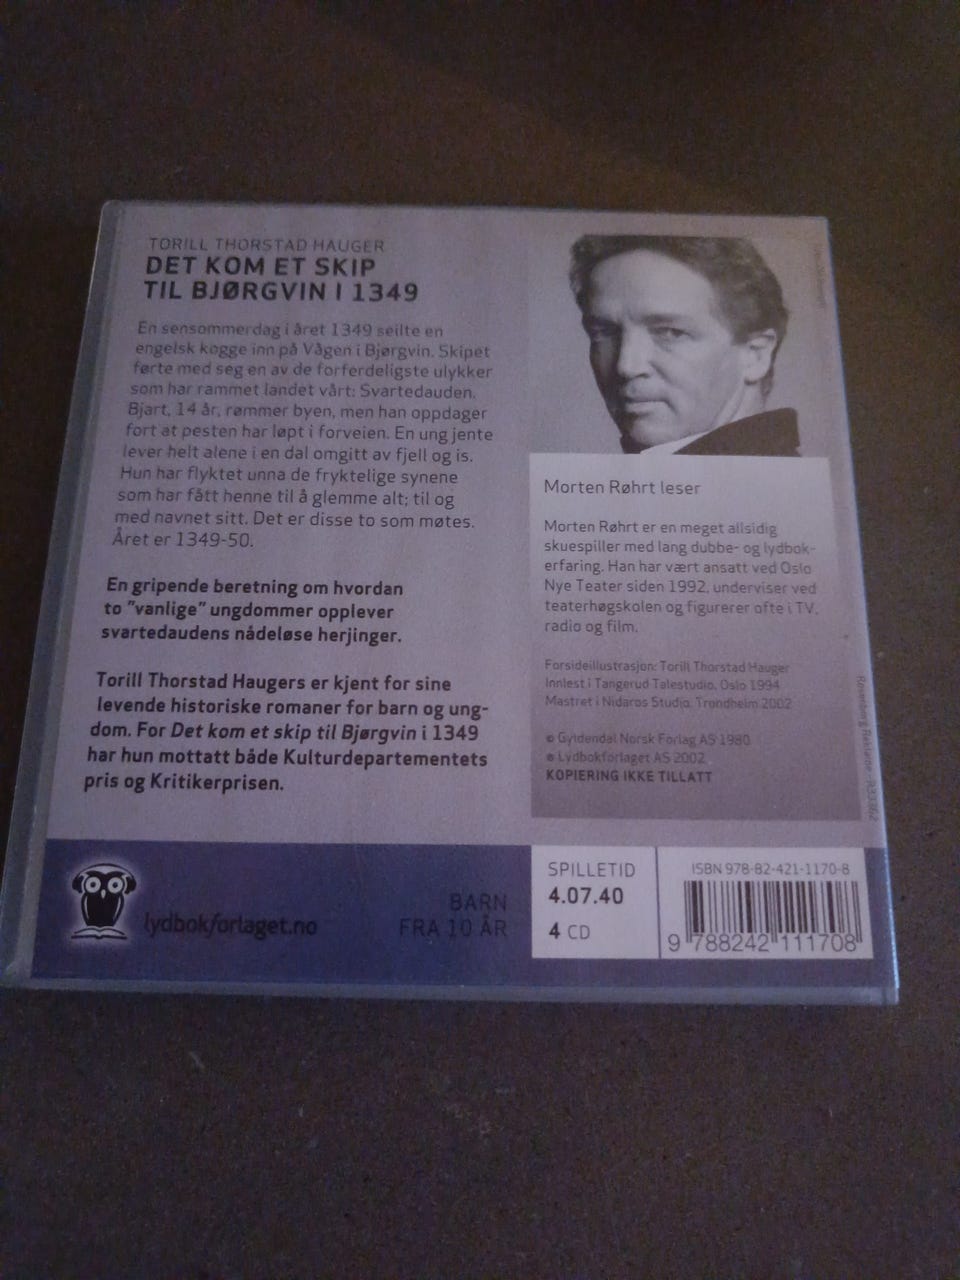 TORILL THORSTAD HAUGER
DET KOM ET SKIP
TIL BJØRGVIN I 1349
En sensommerdag i året 1349 seilte en
engelsk kogge inn på Vågen i Bjørgvin. Skipet
førte med seg en av de forferdeligste ulykker
som har rammet landet vårt: Svartedauden.
Bjart, 14 år, rømmer byen, men han oppdager
fort at pesten har løpt i forveien. En ung jente
lever helt alene i en dal omgitt av fjell og is.
Hun har flyktet unna de fryktelige synene
som har fått henne til å glemme alt; til og
med navnet sitt. Det er disse to som møtes.
Året er 1349-50.
En gripende beretning om hvordan
to "vanlige" ungdommer opplever
svartedaudens nådeløse herjinger.
Torill Thorstad Haugers er kjent for sine
levende historiske romaner for barn og ung-
dom. For Det kom et skip til Bjørgvin i 1349
har hun mottatt både Kulturdepartementets
pris og Kritikerprisen.
Morten Røhrt leser
Morten Røhrt er en meget allsidig
skuespiller med lang dubbe- og lydbok-
erfaring. Han har vært ansatt ved Oslo
Nye Teater siden 1992, underviser ved
teaterhøgskolen og figurerer ofte i TV,
radio og film.
Forsideillustrasjon: Torill Thorstad Hauger
Innlest i Tangerud Talestudio, Oslo 1994
Mastret i Nidaros Studio, Trondheim 2002
© Gyldendal Norsk Forlag AS 1980
℗ Lydbokforlaget AS 2002
KOPIERING IKKE TILLATT
Rosenborg Reklame - R33362
lydbokforlaget.no
BARN
FRA 10 ÅR
SPILLETID
4.07.40
4 CD
ISBN 978-82-421-1170-8
9 788242 111708